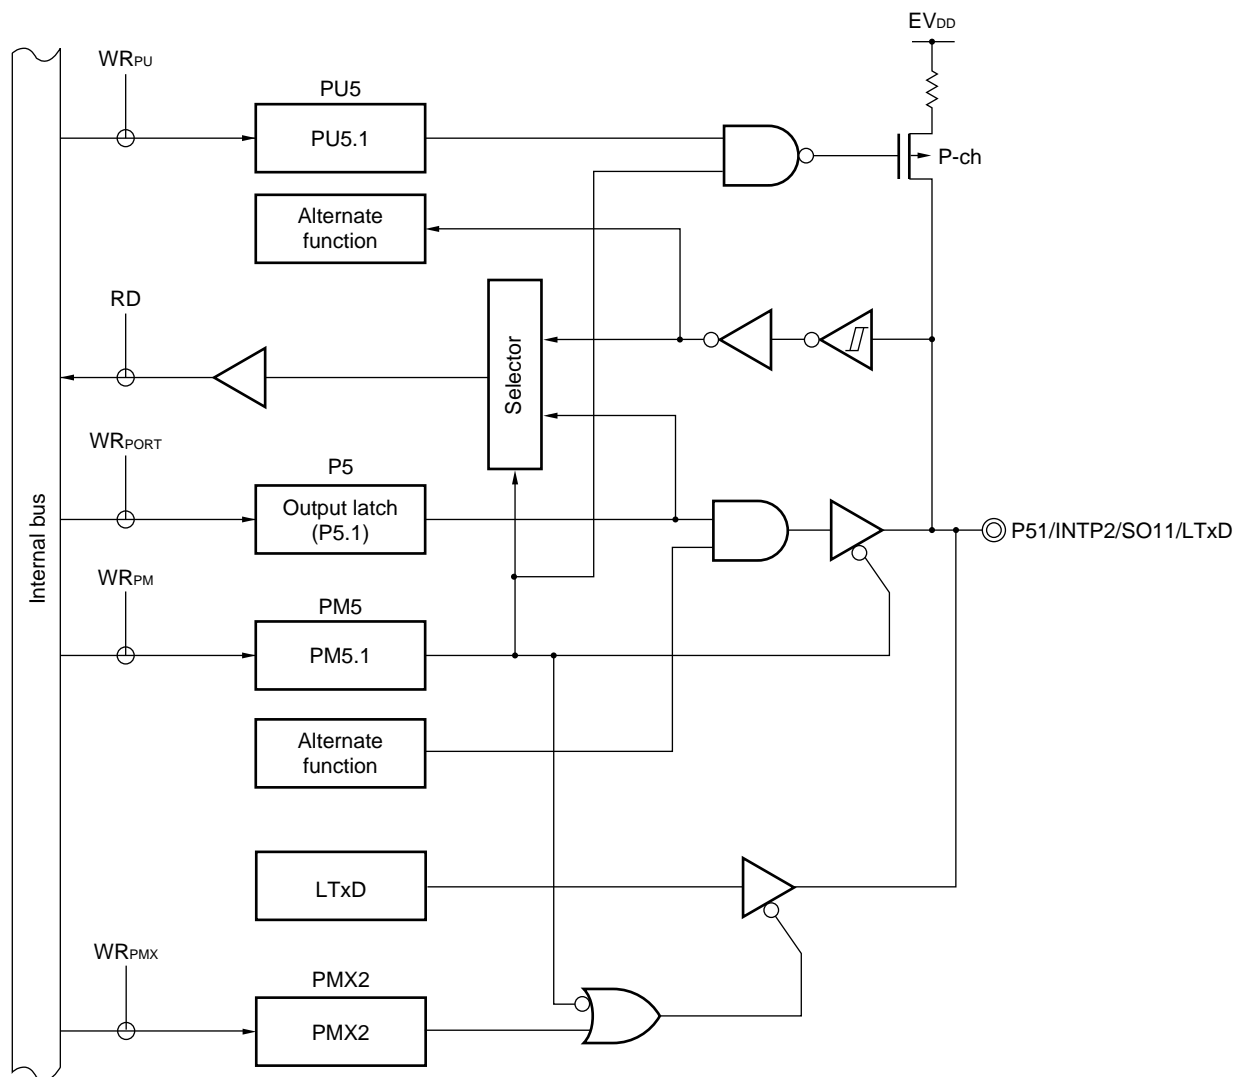 EVDD
WRPU
PU5
PU5.1
P-ch
Alternate
function
RD
Selector
WRPORT
P5
Output latch
(P5.1)
P51/INTP2/SO11/LTxD
Internal bus
WRPM
PM5
PM5.1
Alternate
function
LTxD
WRPMX
PMX2
PMX2